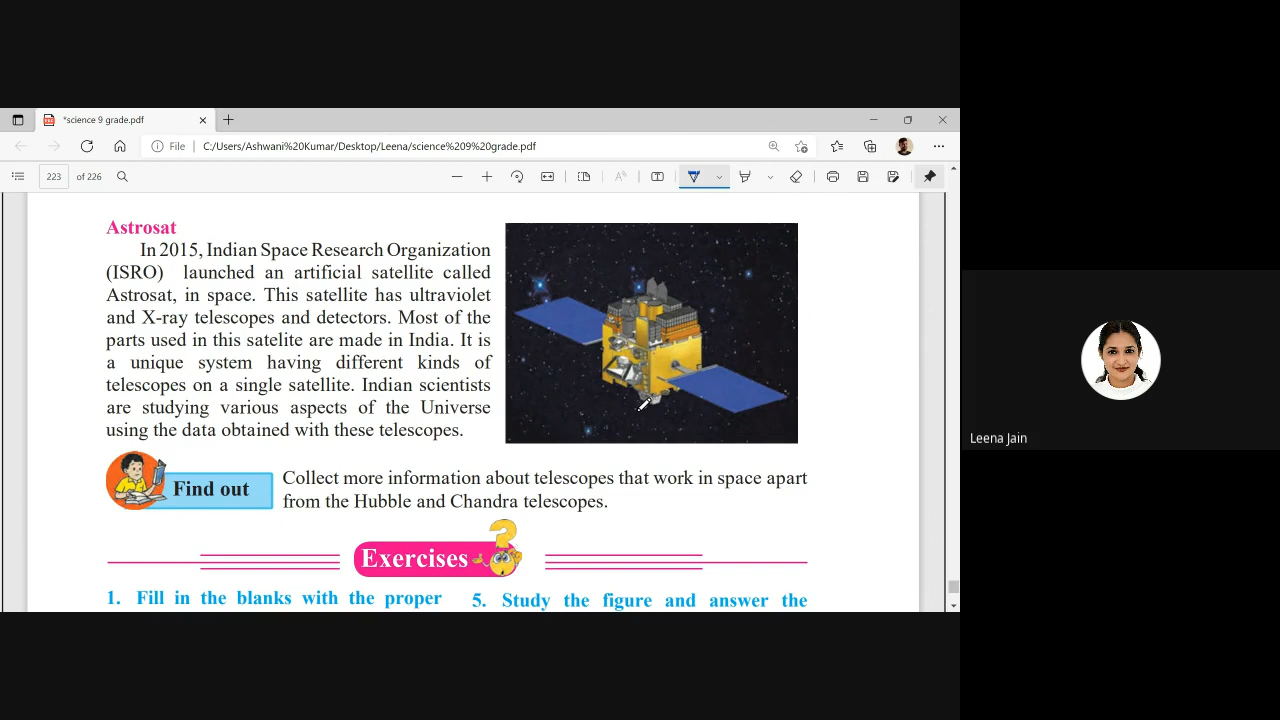 *science 9 grade.pdf
File
C:/Users/Ashwani%20Kumar/Desktop/Leena/science%209%20grade.pdf
223 of 226
Astrosat
In 2015, Indian Space Research Organization
(ISRO) launched an artificial satellite called
Astrosat, in space. This satellite has ultraviolet
and X-ray telescopes and detectors. Most of the
parts used in this satelite are made in India. It is
a unique system having different kinds of
telescopes on a single satellite. Indian scientists
are studying various aspects of the Universe
using the data obtained with these telescopes.
Find out
Collect more information about telescopes that work in space apart
from the Hubble and Chandra telescopes.
Exercises
1. Fill in the blanks with the proper
5. Study the figure and answer the
Leena Jain